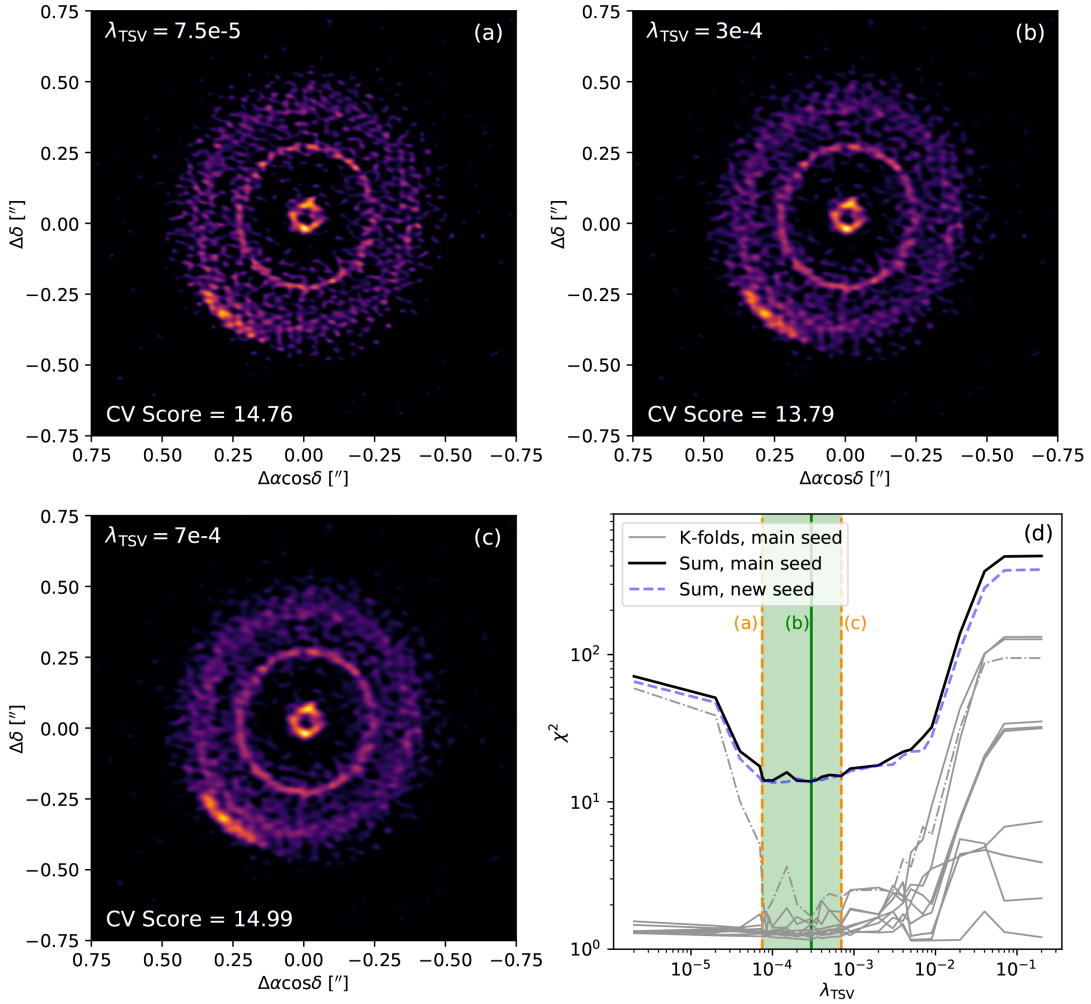 λTSV = 7.5e-5 (a)
0.75
0.50
0.25
0.00
−0.25
−0.50
−0.75
Δδ [″]
CV Score = 14.76
0.75 0.50 0.25 0.00 −0.25 −0.50 −0.75
Δαcosδ [″]
λTSV = 3e-4 (b)
0.75
0.50
0.25
0.00
−0.25
−0.50
−0.75
Δδ [″]
CV Score = 13.79
0.75 0.50 0.25 0.00 −0.25 −0.50 −0.75
Δαcosδ [″]
λTSV = 7e-4 (c)
0.75
0.50
0.25
0.00
−0.25
−0.50
−0.75
Δδ [″]
CV Score = 14.99
0.75 0.50 0.25 0.00 −0.25 −0.50 −0.75
Δαcosδ [″]
(d)
K-folds, main seed
Sum, main seed
Sum, new seed
(a) (b) (c)
10²
10¹
10⁰
χ²
10⁻⁵ 10⁻⁴ 10⁻³ 10⁻² 10⁻¹
λTSV